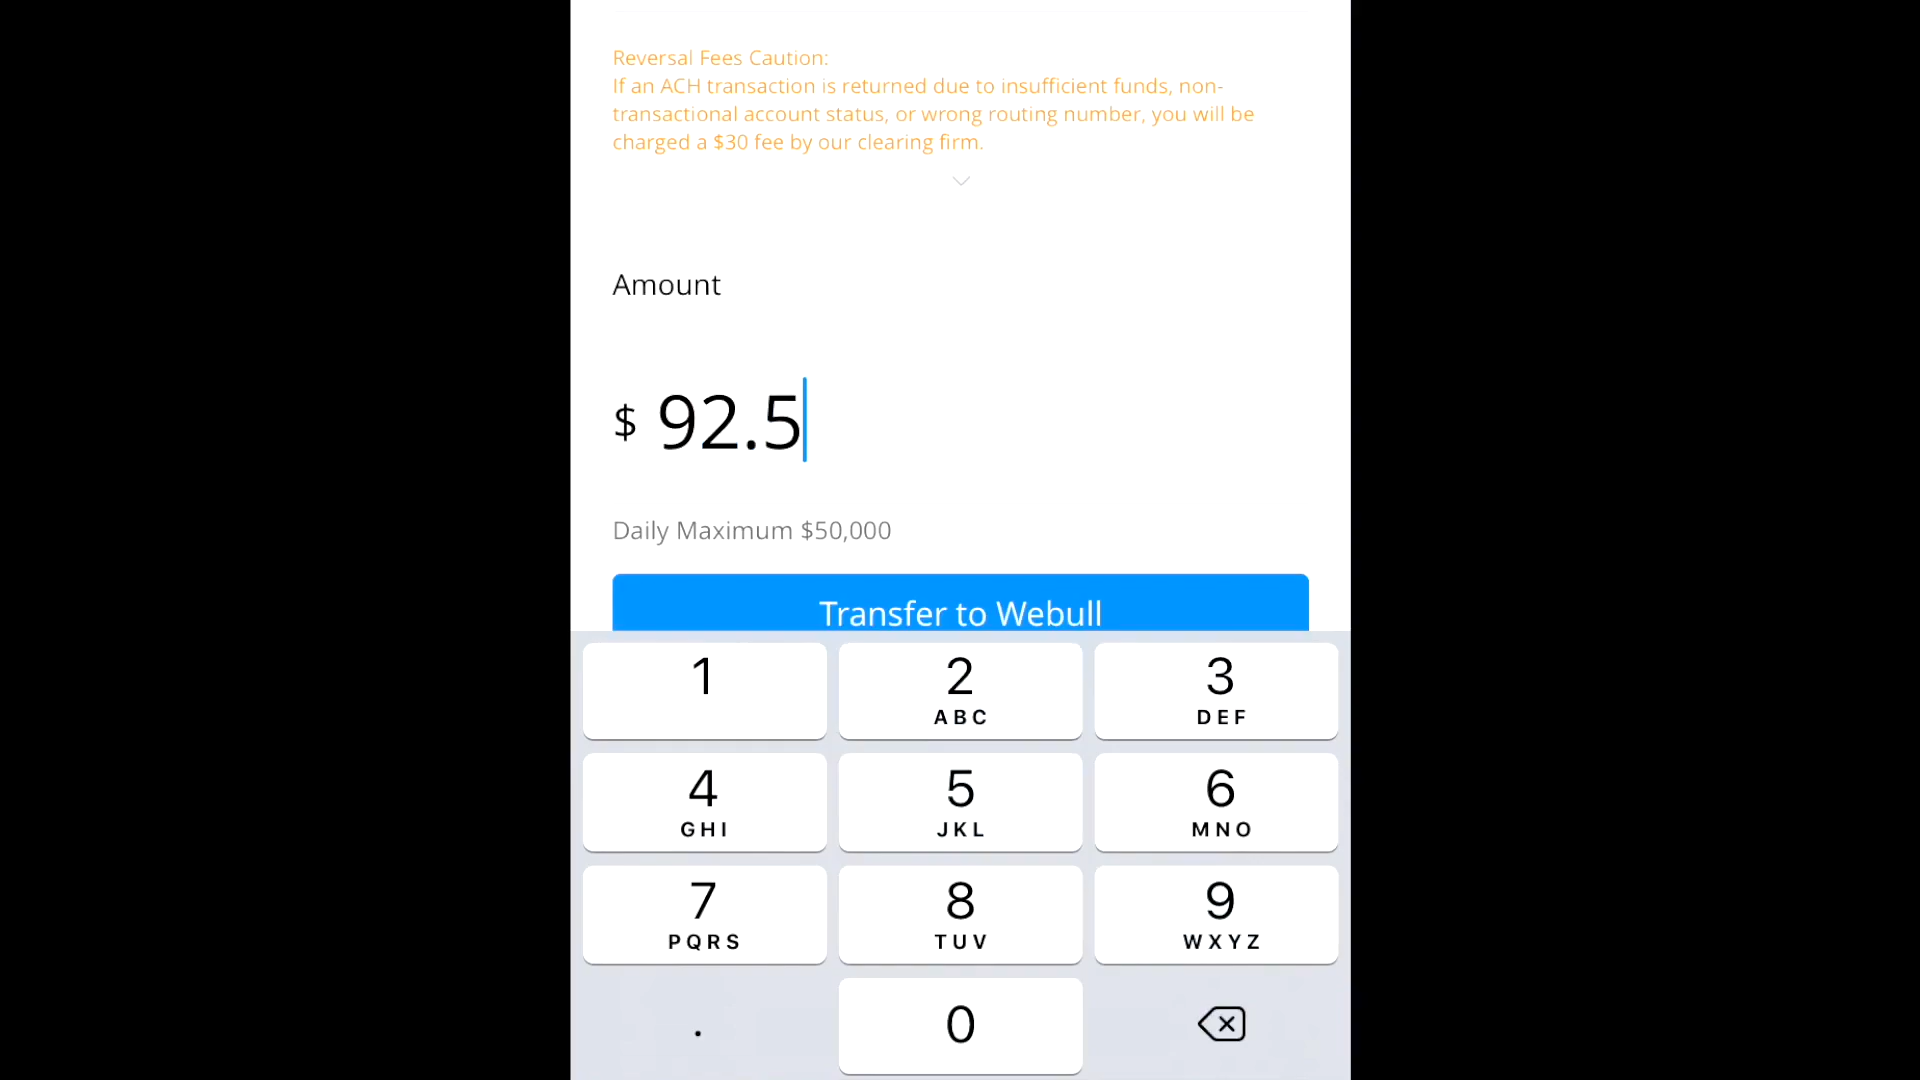 Reversal Fees Caution:
If an ACH transaction is returned due to insufficient funds, non-
transactional account status, or wrong routing number, you will be
charged a $30 fee by our clearing firm.
Amount
$ 92.5
Daily Maximum $50,000
Transfer to Webull
1 2 3
ABC DEF
4 5 6
GHI JKL MNO
7 8 9
PQRS TUV WXYZ
. 0